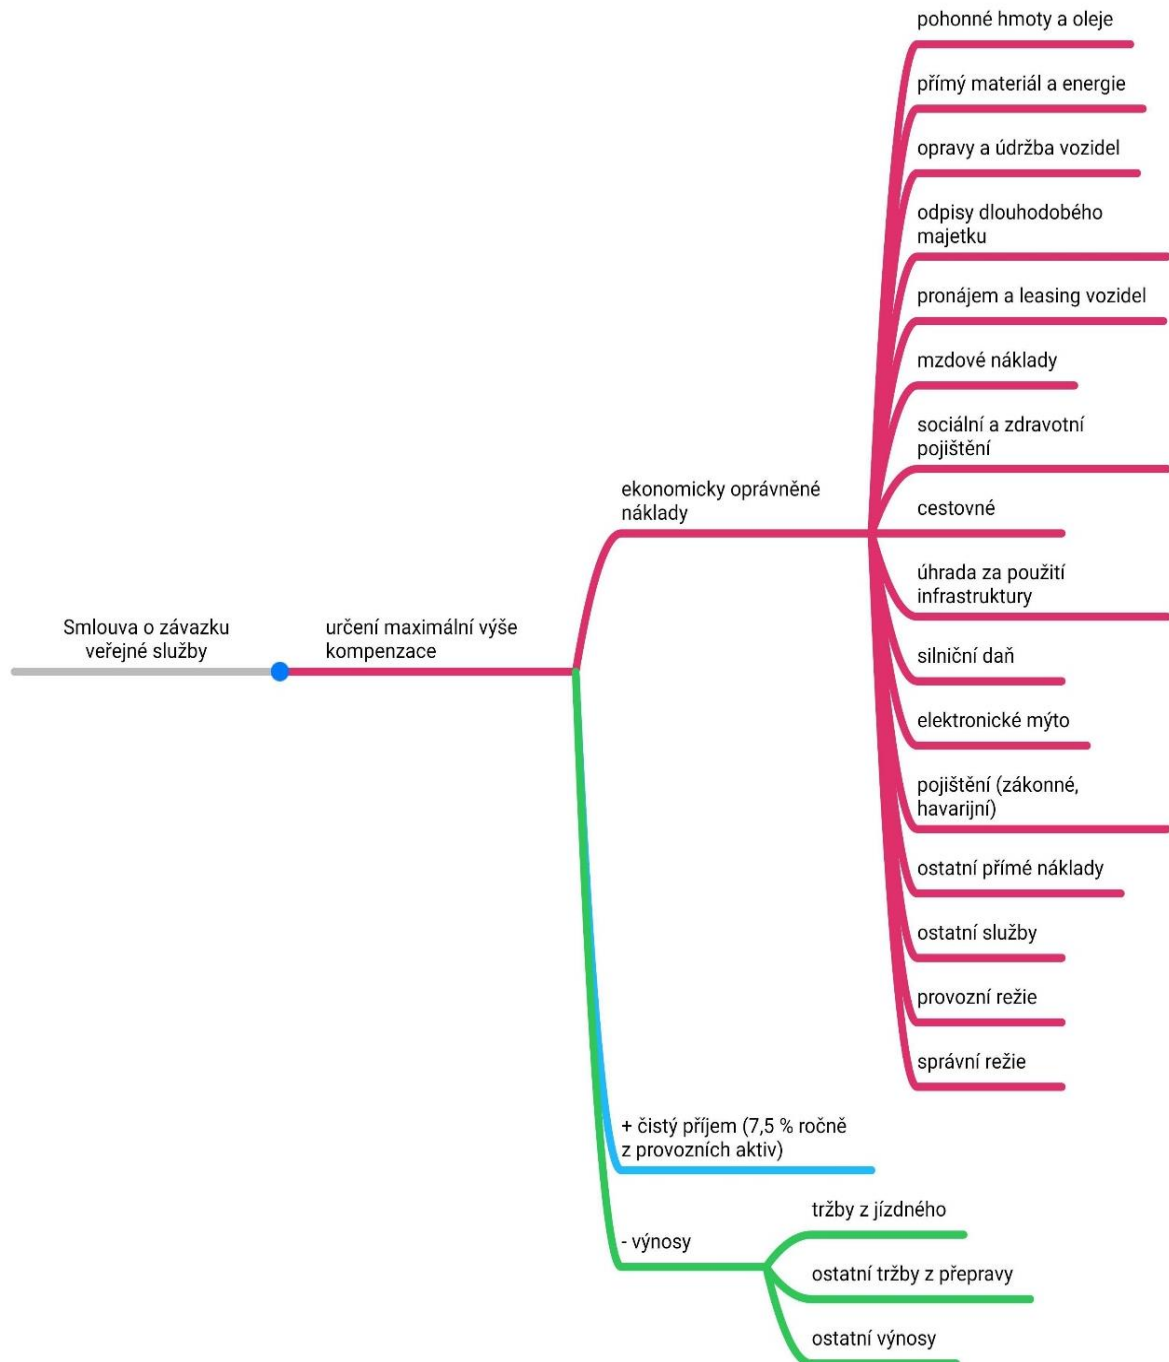 pohonné hmoty a oleje
přímý materiál a energie
opravy a údržba vozidel
odpisy dlouhodobého
majetku
pronájem a leasing vozidel
mzdové náklady
sociální a zdravotní
pojištění
ekonomicky oprávněné
náklady
cestovné
úhrada za použití
infrastruktury
Smlouva o závazku
veřejné služby
určení maximální výše
kompenzace
silniční daň
elektronické mýto
pojištění (zákonné,
havarijní)
ostatní přímé náklady
ostatní služby
provozní režie
správní režie
+ čistý příjem (7,5 % ročně
z provozních aktiv)
- výnosy
tržby z jízdného
ostatní tržby z přepravy
ostatní výnosy